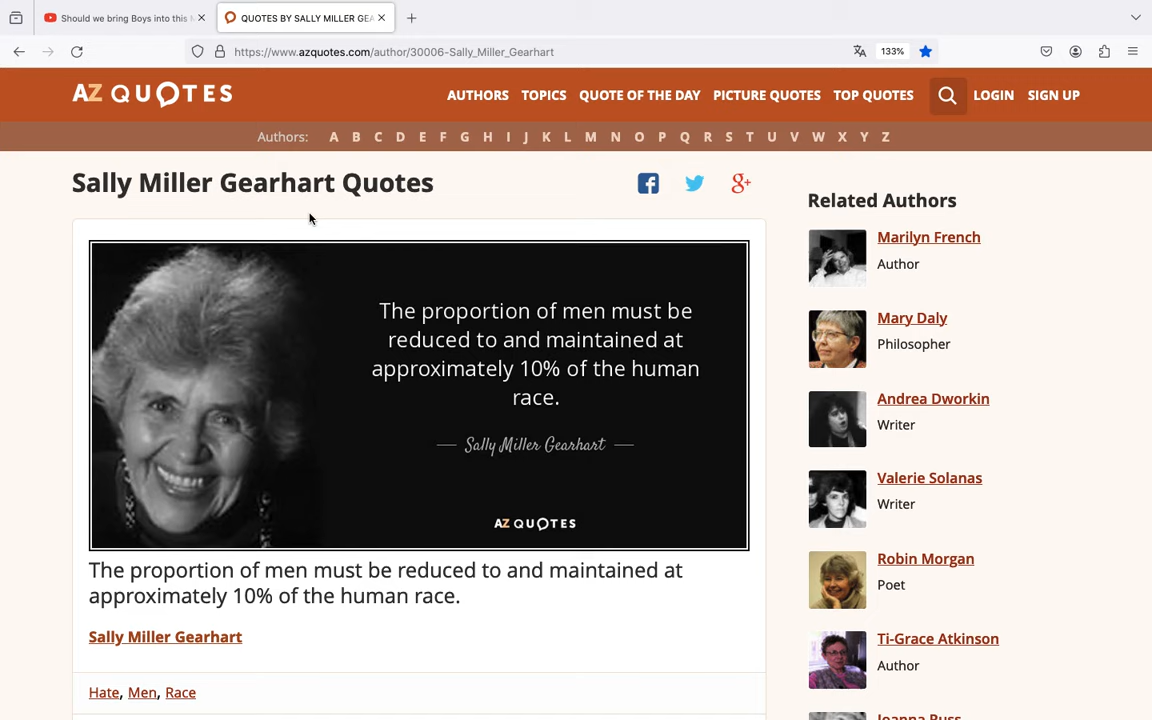 Should we bring Boys into this
QUOTES BY SALLY MILLER GEA
https://www.azquotes.com/author/30006-Sally_Miller_Gearhart
133%
AZ QUOTES
AUTHORS TOPICS QUOTE OF THE DAY PICTURE QUOTES TOP QUOTES LOGIN SIGN UP
Authors: A B C D E F G H I J K L M N O P Q R S T U V W X Y Z
Sally Miller Gearhart Quotes
The proportion of men must be
reduced to and maintained at
approximately 10% of the human
race.
Sally Miller Gearhart
AZ QUOTES
The proportion of men must be reduced to and maintained at
approximately 10% of the human race.
Sally Miller Gearhart
Hate, Men, Race
Related Authors
Marilyn French
Author
Mary Daly
Philosopher
Andrea Dworkin
Writer
Valerie Solanas
Writer
Robin Morgan
Poet
Ti-Grace Atkinson
Author
Joanna Russ